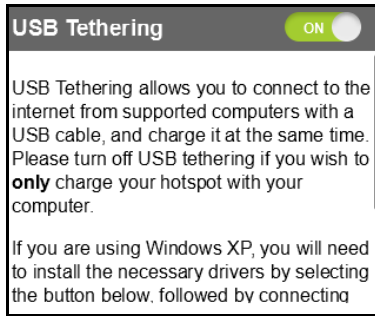 USB Tethering ON
USB Tethering allows you to connect to the
internet from supported computers with a
USB cable, and charge it at the same time.
Please turn off USB tethering if you wish to
only charge your hotspot with your
computer.
If you are using Windows XP, you will need
to install the necessary drivers by selecting
the button below, followed by connecting